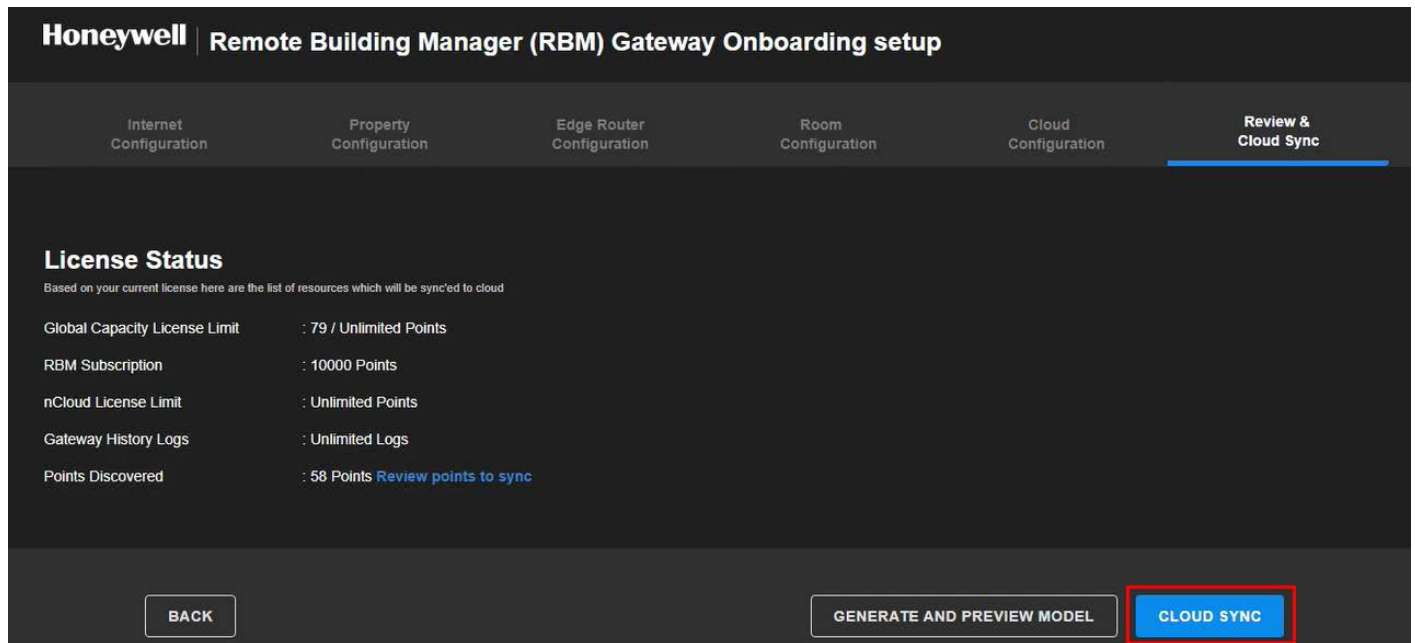 Honeywell | Remote Building Manager (RBM) Gateway Onboarding setup
Internet
Configuration
Property
Configuration
Edge Router
Configuration
Room
Configuration
Cloud
Configuration
Review &
Cloud Sync
License Status
Based on your current license here are the list of resources which will be sync'ed to cloud
Global Capacity License Limit : 79 / Unlimited Points
RBM Subscription : 10000 Points
nCloud License Limit : Unlimited Points
Gateway History Logs : Unlimited Logs
Points Discovered : 58 Points Review points to sync
BACK GENERATE AND PREVIEW MODEL CLOUD SYNC